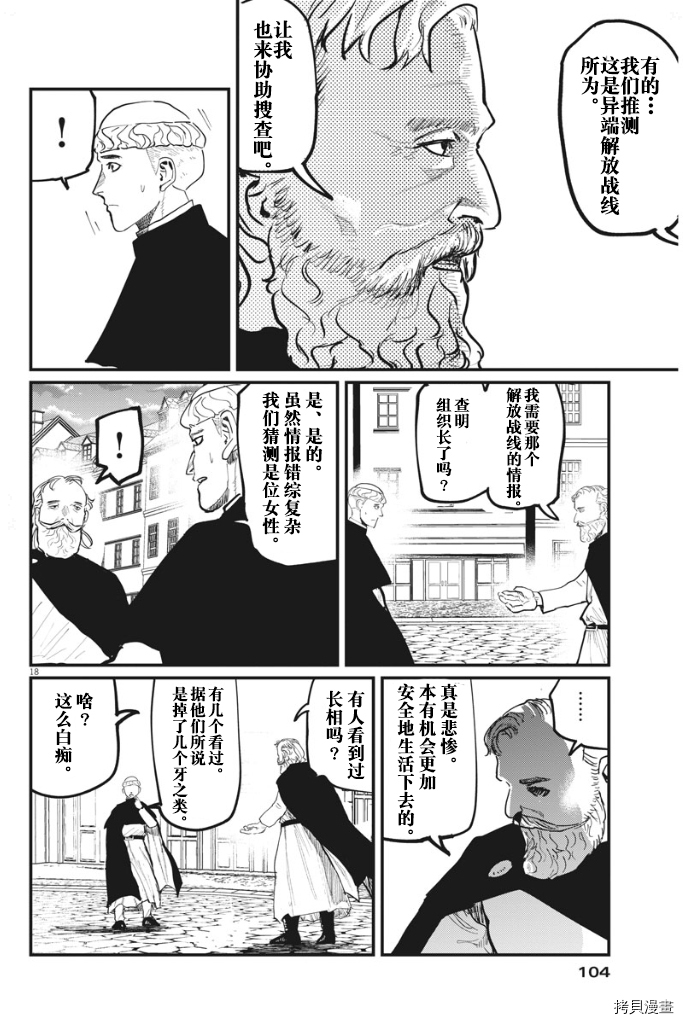 有的…
我们推测
这是异端解放战线
所为。
让我
也来协助搜查吧。
！
我需要那个
解放战线的情报。
查明
组织长了吗？
是、是的。
虽然情报错综复杂
我们猜测是位女性。
！
18
……
真是悲惨。
本有机会更加
安全地生活下去的。
有人看到过
长相吗？
有几个看过。
据他们所说
是掉了几个牙之类。
啥？
这么白痴。
104
拷贝漫畫